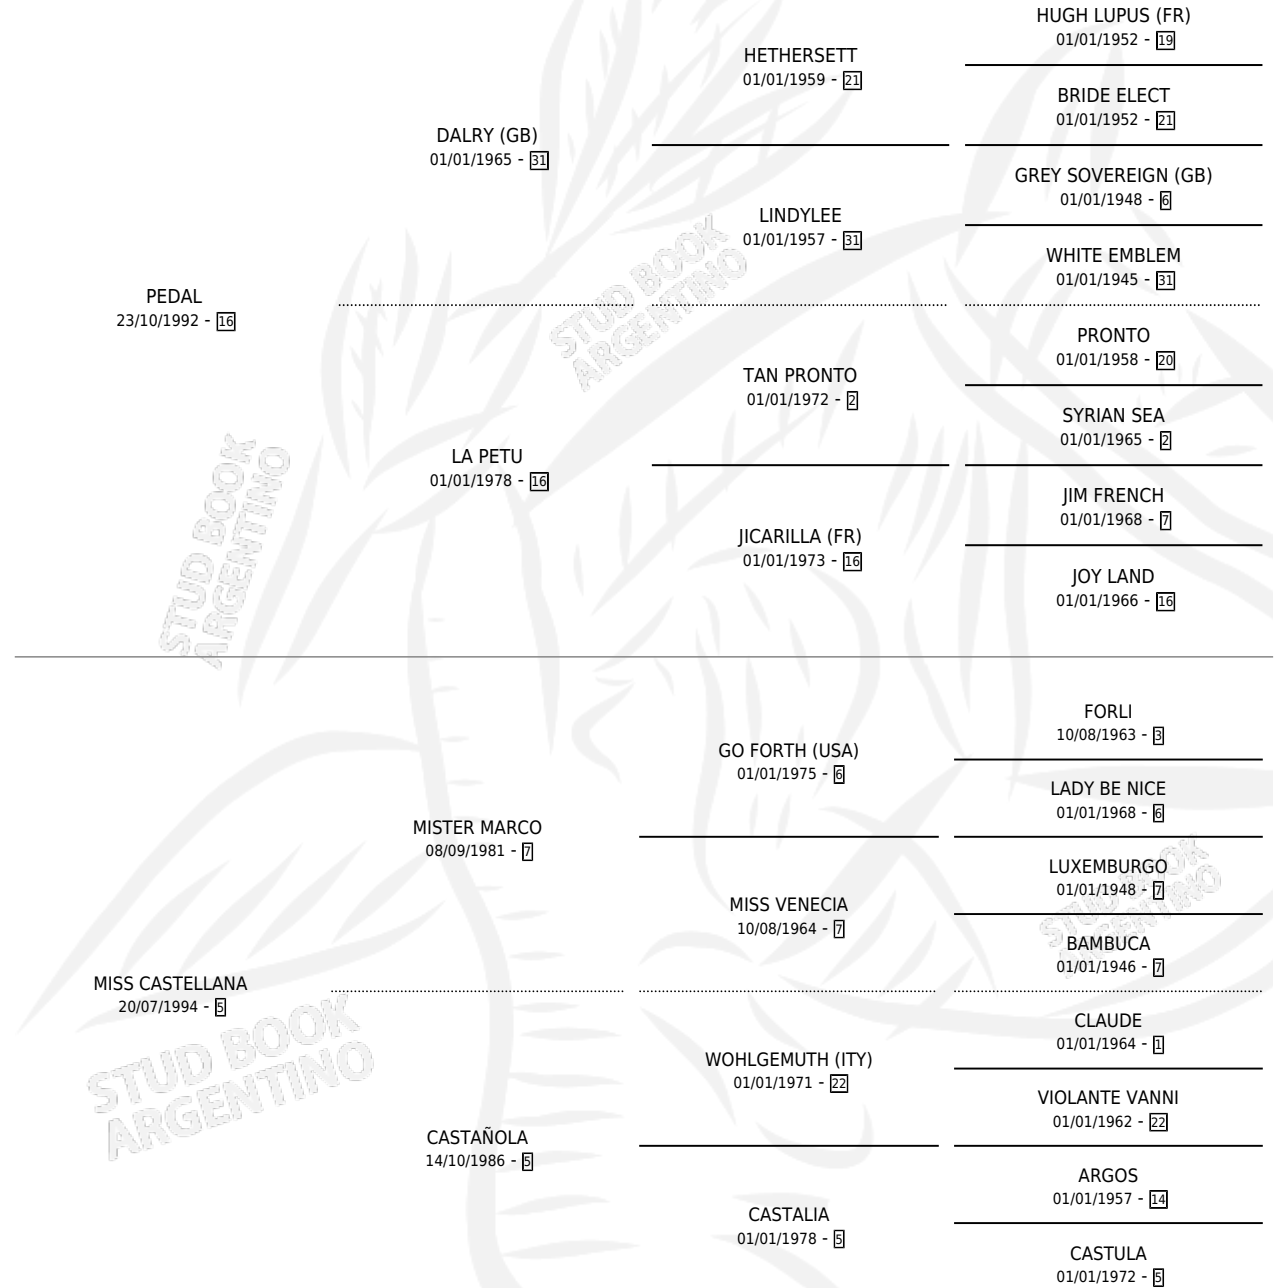 HUGH LUPUS (FR)
01/01/1952 - 19
HETHERSETT
01/01/1959 - 21
BRIDE ELECT
01/01/1952 - 21
DALRY (GB)
01/01/1965 - 31
GREY SOVEREIGN (GB)
01/01/1948 - 6
LINDYLEE
01/01/1957 - 31
WHITE EMBLEM
01/01/1945 - 31
PEDAL
23/10/1992 - 16
PRONTO
01/01/1958 - 20
TAN PRONTO
01/01/1972 - 2
SYRIAN SEA
01/01/1965 - 2
LA PETU
01/01/1978 - 16
JIM FRENCH
01/01/1968 - 7
JICARILLA (FR)
01/01/1973 - 16
JOY LAND
01/01/1966 - 16
FORLI
10/08/1963 - 3
GO FORTH (USA)
01/01/1975 - 6
LADY BE NICE
01/01/1968 - 6
MISTER MARCO
08/09/1981 - 7
LUXEMBURGO
01/01/1948 - 7
MISS VENECIA
10/08/1964 - 7
BAMBUCA
01/01/1946 - 7
MISS CASTELLANA
20/07/1994 - 5
CLAUDE
01/01/1964 - 1
WOHLGEMUTH (ITY)
01/01/1971 - 22
VIOLANTE VANNI
01/01/1962 - 22
CASTAÑOLA
14/10/1986 - 5
ARGOS
01/01/1957 - 14
CASTALIA
01/01/1978 - 5
CASTULA
01/01/1972 - 5
STUD BOOK
ARGENTINO
STUD BOOK
ARGENTINO
STUD BOOK
ARGENTINO
STUD BOOK
ARGENTINO